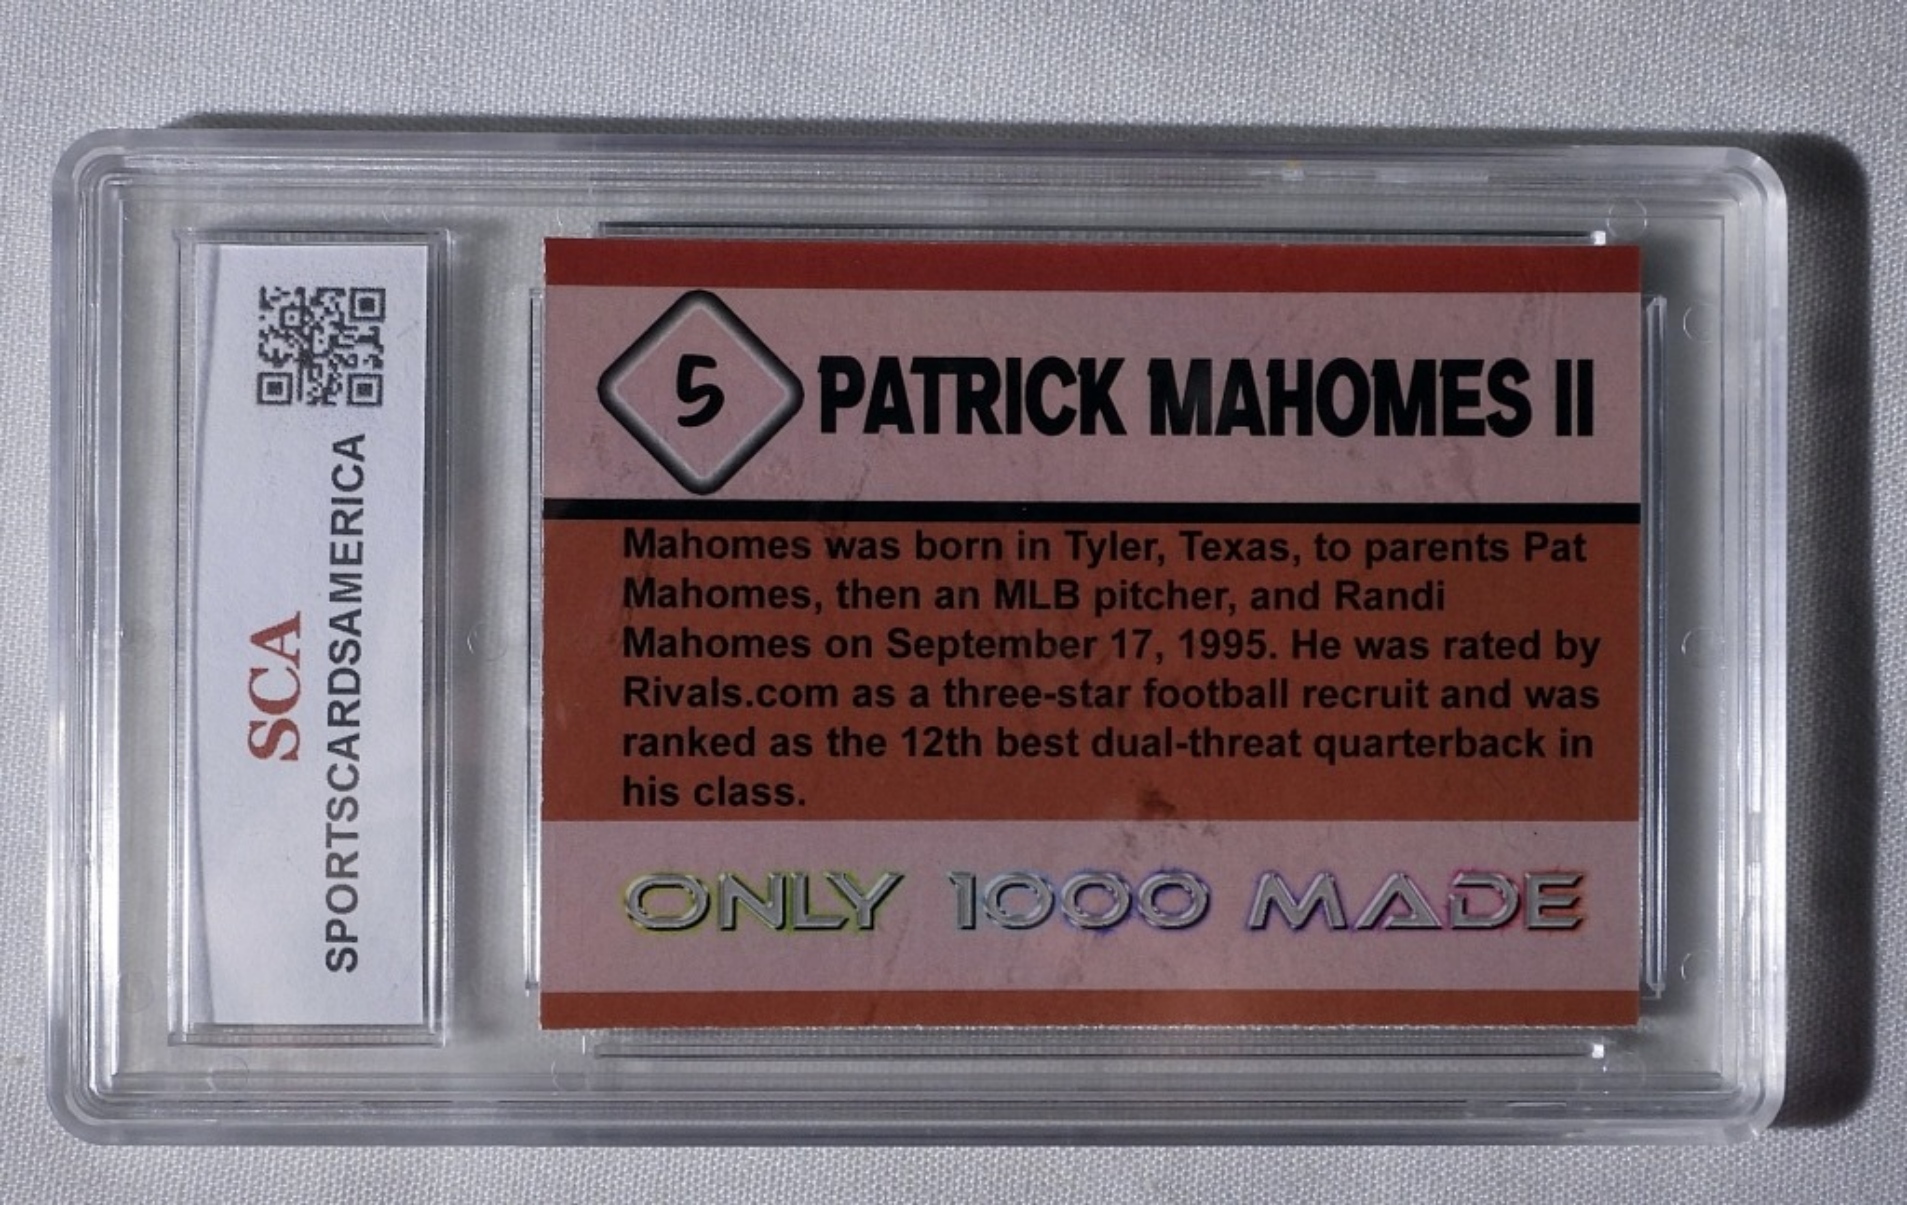 SCA
SPORTSCARDSAMERICA
5
PATRICK MAHOMES II
Mahomes was born in Tyler, Texas, to parents Pat
Mahomes, then an MLB pitcher, and Randi
Mahomes on September 17, 1995. He was rated by
Rivals.com as a three-star football recruit and was
ranked as the 12th best dual-threat quarterback in
his class.
ONLY 1000 MADE